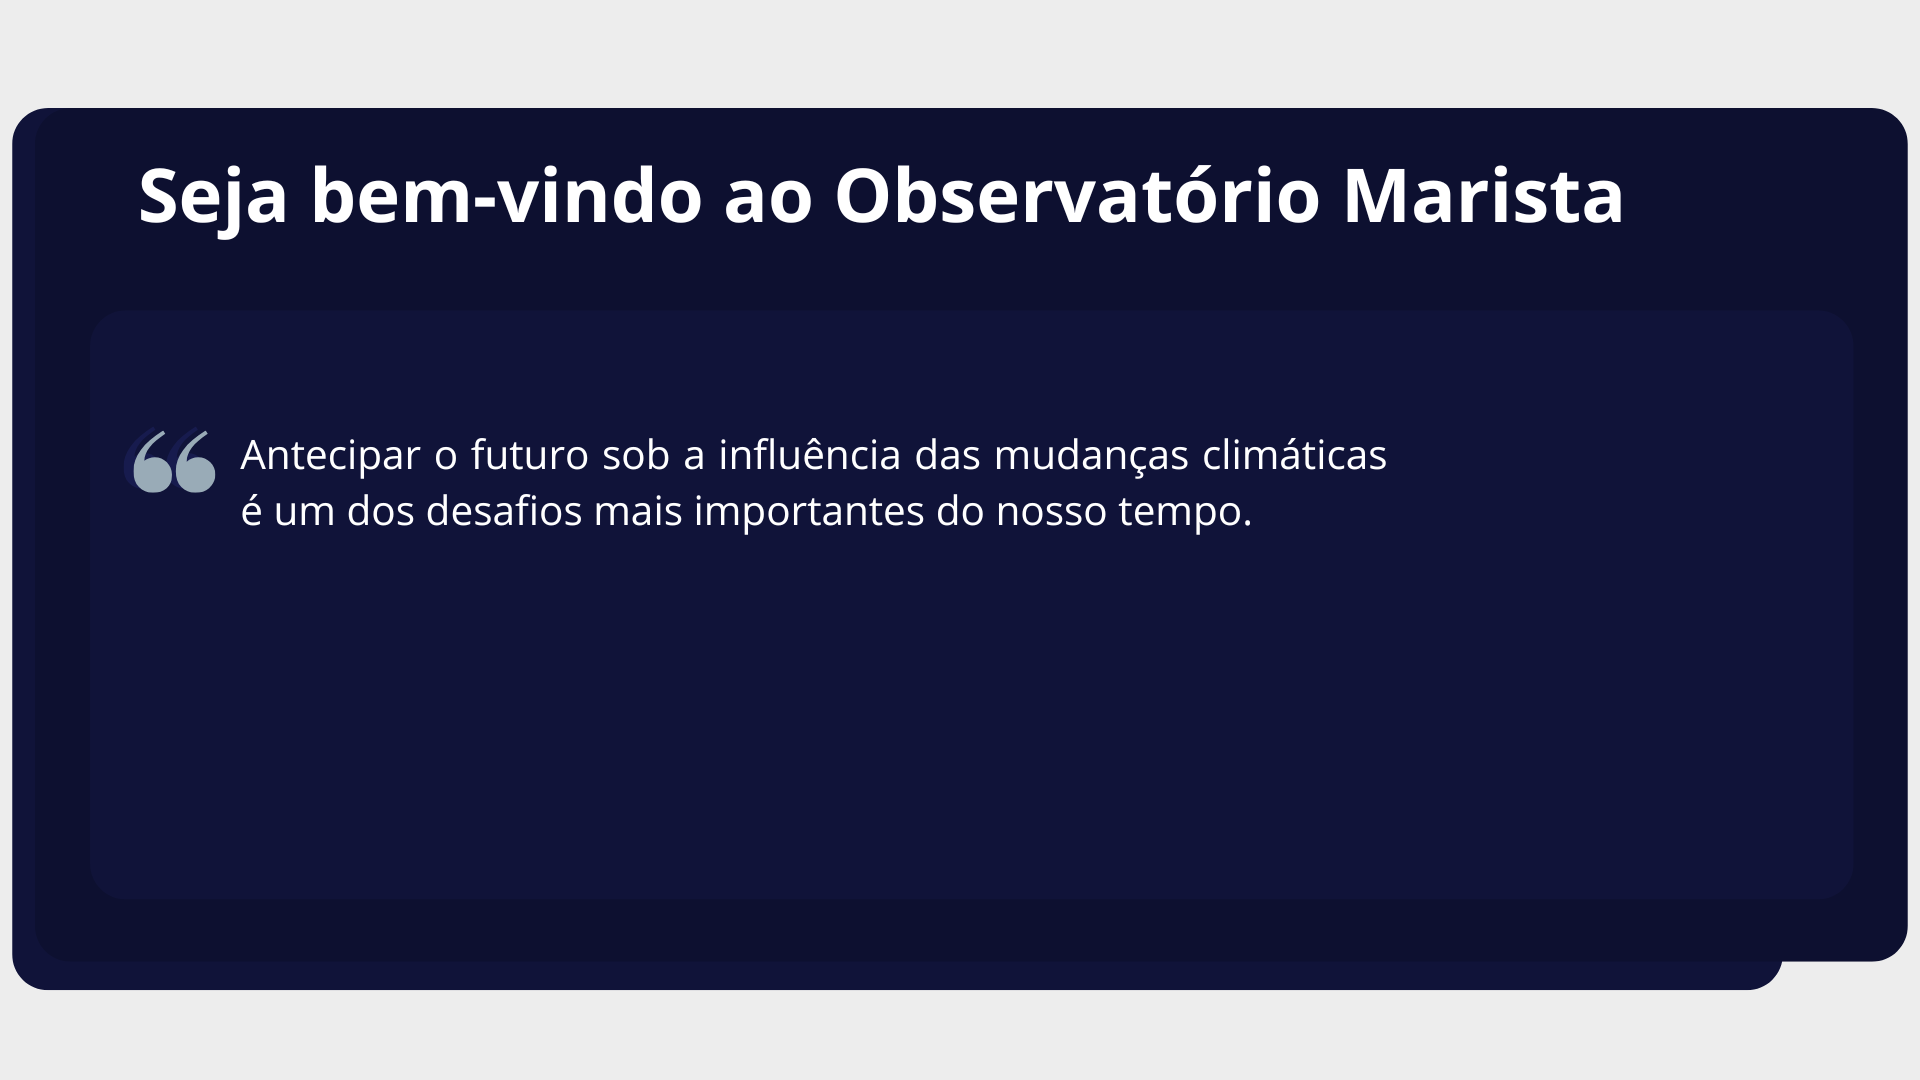 Seja bem-vindo ao Observatório Marista
Antecipar o futuro sob a influência das mudanças climáticas
é um dos desafios mais importantes do nosso tempo.